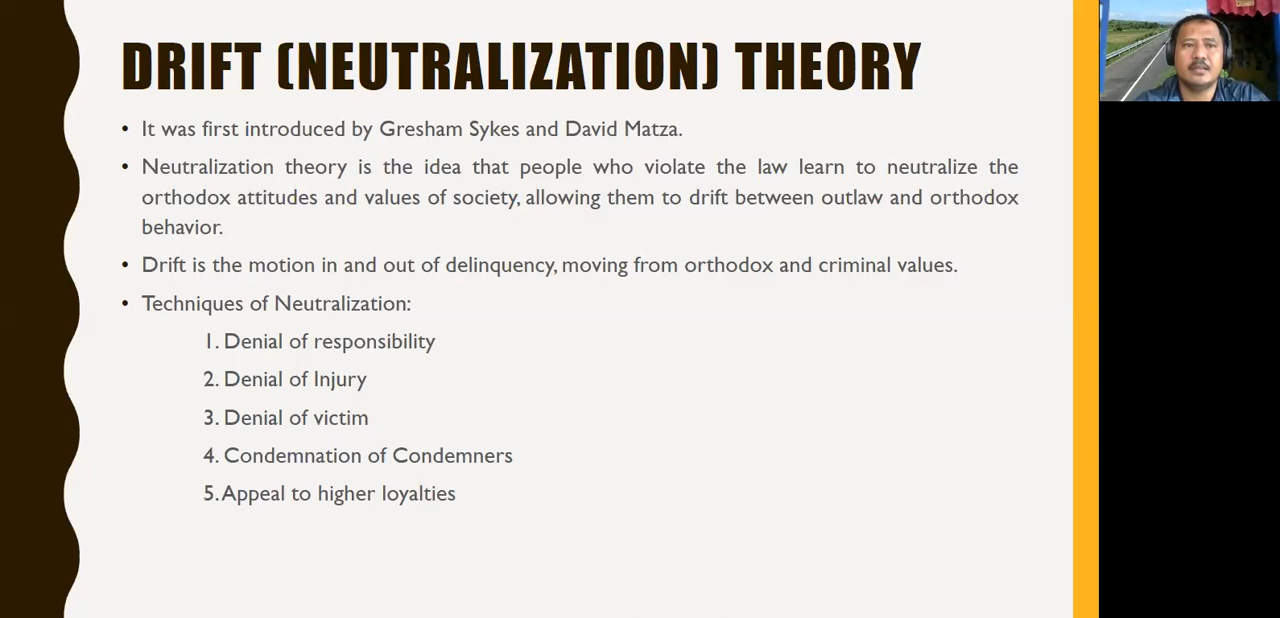 DRIFT (NEUTRALIZATION) THEORY
• It was first introduced by Gresham Sykes and David Matza.
• Neutralization theory is the idea that people who violate the law learn to neutralize the
orthodox attitudes and values of society, allowing them to drift between outlaw and orthodox
behavior.
• Drift is the motion in and out of delinquency, moving from orthodox and criminal values.
• Techniques of Neutralization:
1. Denial of responsibility
2. Denial of Injury
3. Denial of victim
4. Condemnation of Condemners
5. Appeal to higher loyalties